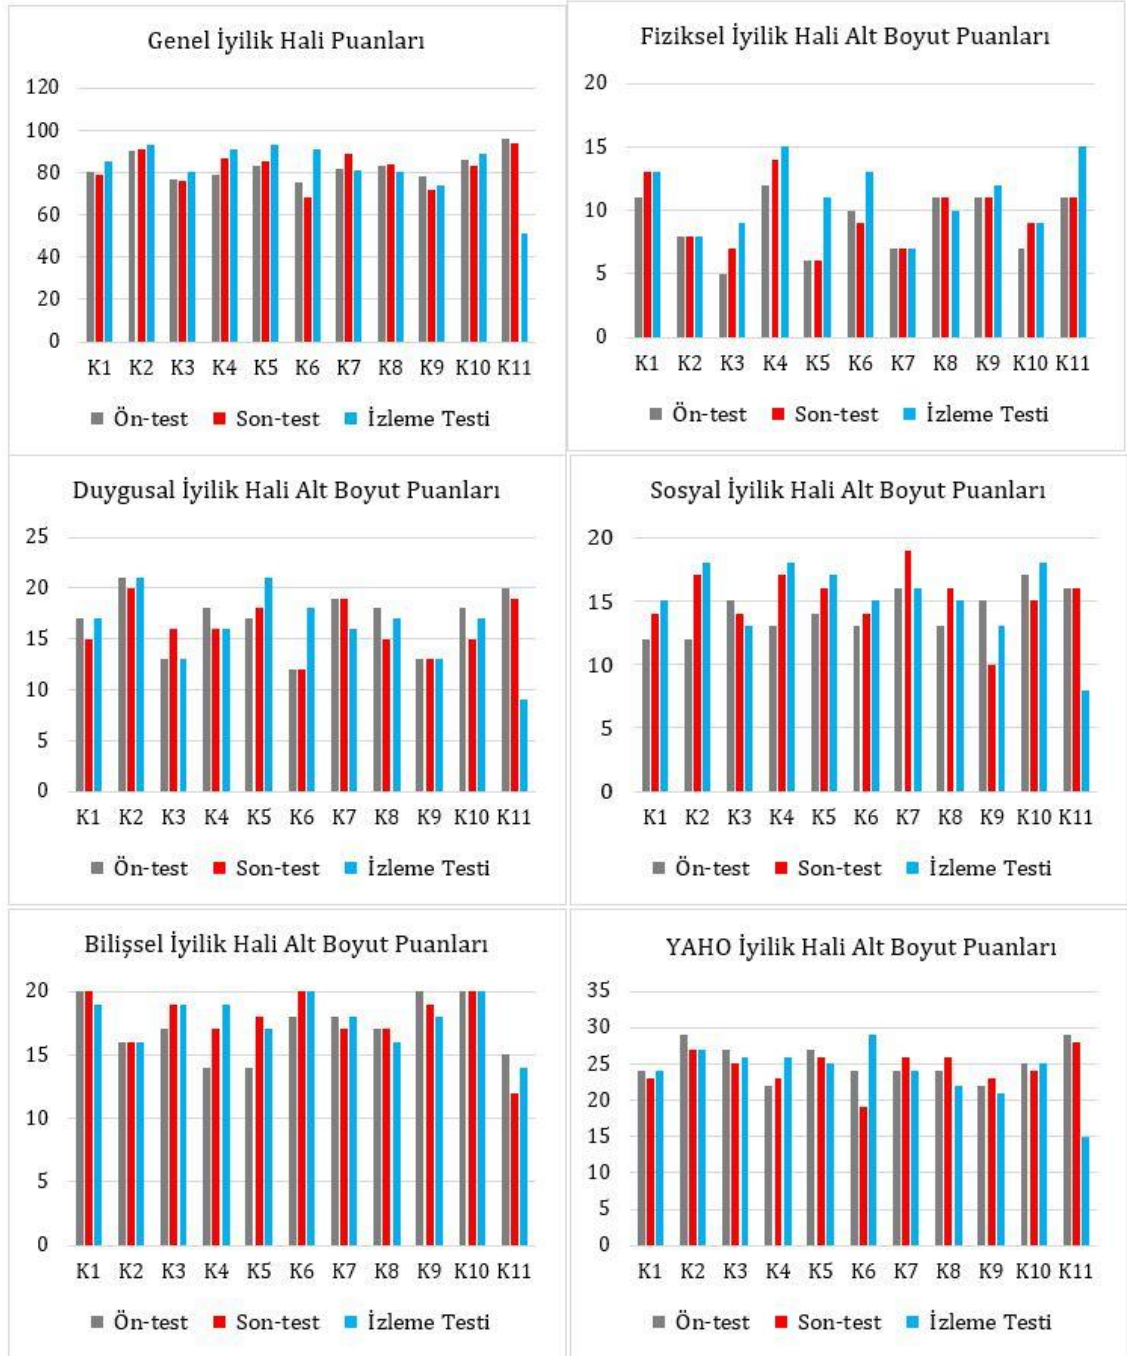 Genel İyilik Hali Puanları
120
100
80
60
40
20
0
K1 K2 K3 K4 K5 K6 K7 K8 K9 K10 K11
Ön-test Son-test İzleme Testi
Fiziksel İyilik Hali Alt Boyut Puanları
20
15
10
5
0
K1 K2 K3 K4 K5 K6 K7 K8 K9 K10 K11
Ön-test Son-test İzleme Testi
Duygusal İyilik Hali Alt Boyut Puanları
25
20
15
10
5
0
K1 K2 K3 K4 K5 K6 K7 K8 K9 K10 K11
Ön-test Son-test İzleme Testi
Sosyal İyilik Hali Alt Boyut Puanları
20
15
10
5
0
K1 K2 K3 K4 K5 K6 K7 K8 K9 K10 K11
Ön-test Son-test İzleme Testi
Bilişsel İyilik Hali Alt Boyut Puanları
20
15
10
5
0
K1 K2 K3 K4 K5 K6 K7 K8 K9 K10 K11
Ön-test Son-test İzleme Testi
YAHO İyilik Hali Alt Boyut Puanları
35
30
25
20
15
10
5
0
K1 K2 K3 K4 K5 K6 K7 K8 K9 K10 K11
Ön-test Son-test İzleme Testi